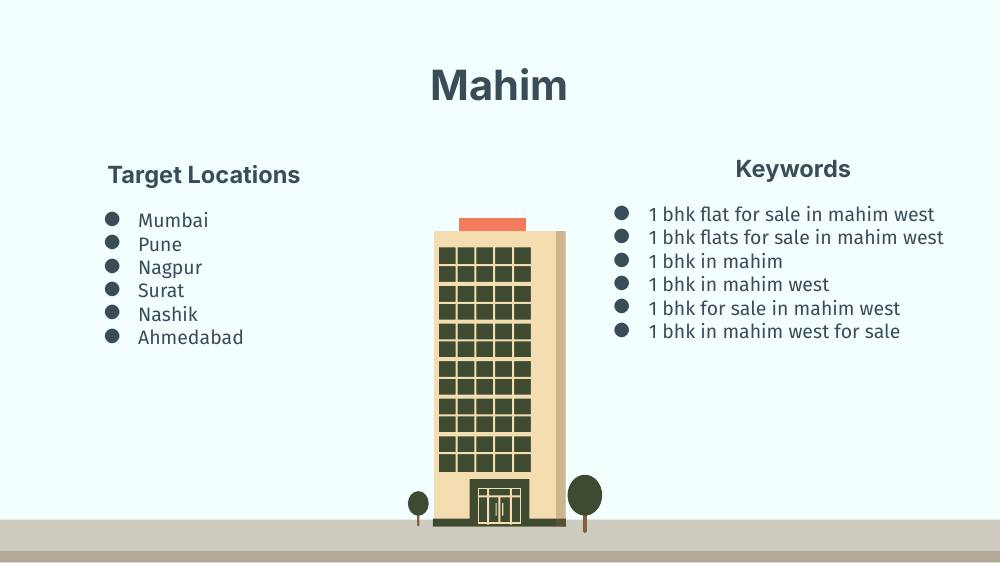 Mahim
Target Locations
Mumbai
Pune
Nagpur
Surat
Nashik
Ahmedabad
Keywords
1 bhk flat for sale in mahim west
1 bhk flats for sale in mahim west
1 bhk in mahim
1 bhk in mahim west
1 bhk for sale in mahim west
1 bhk in mahim west for sale